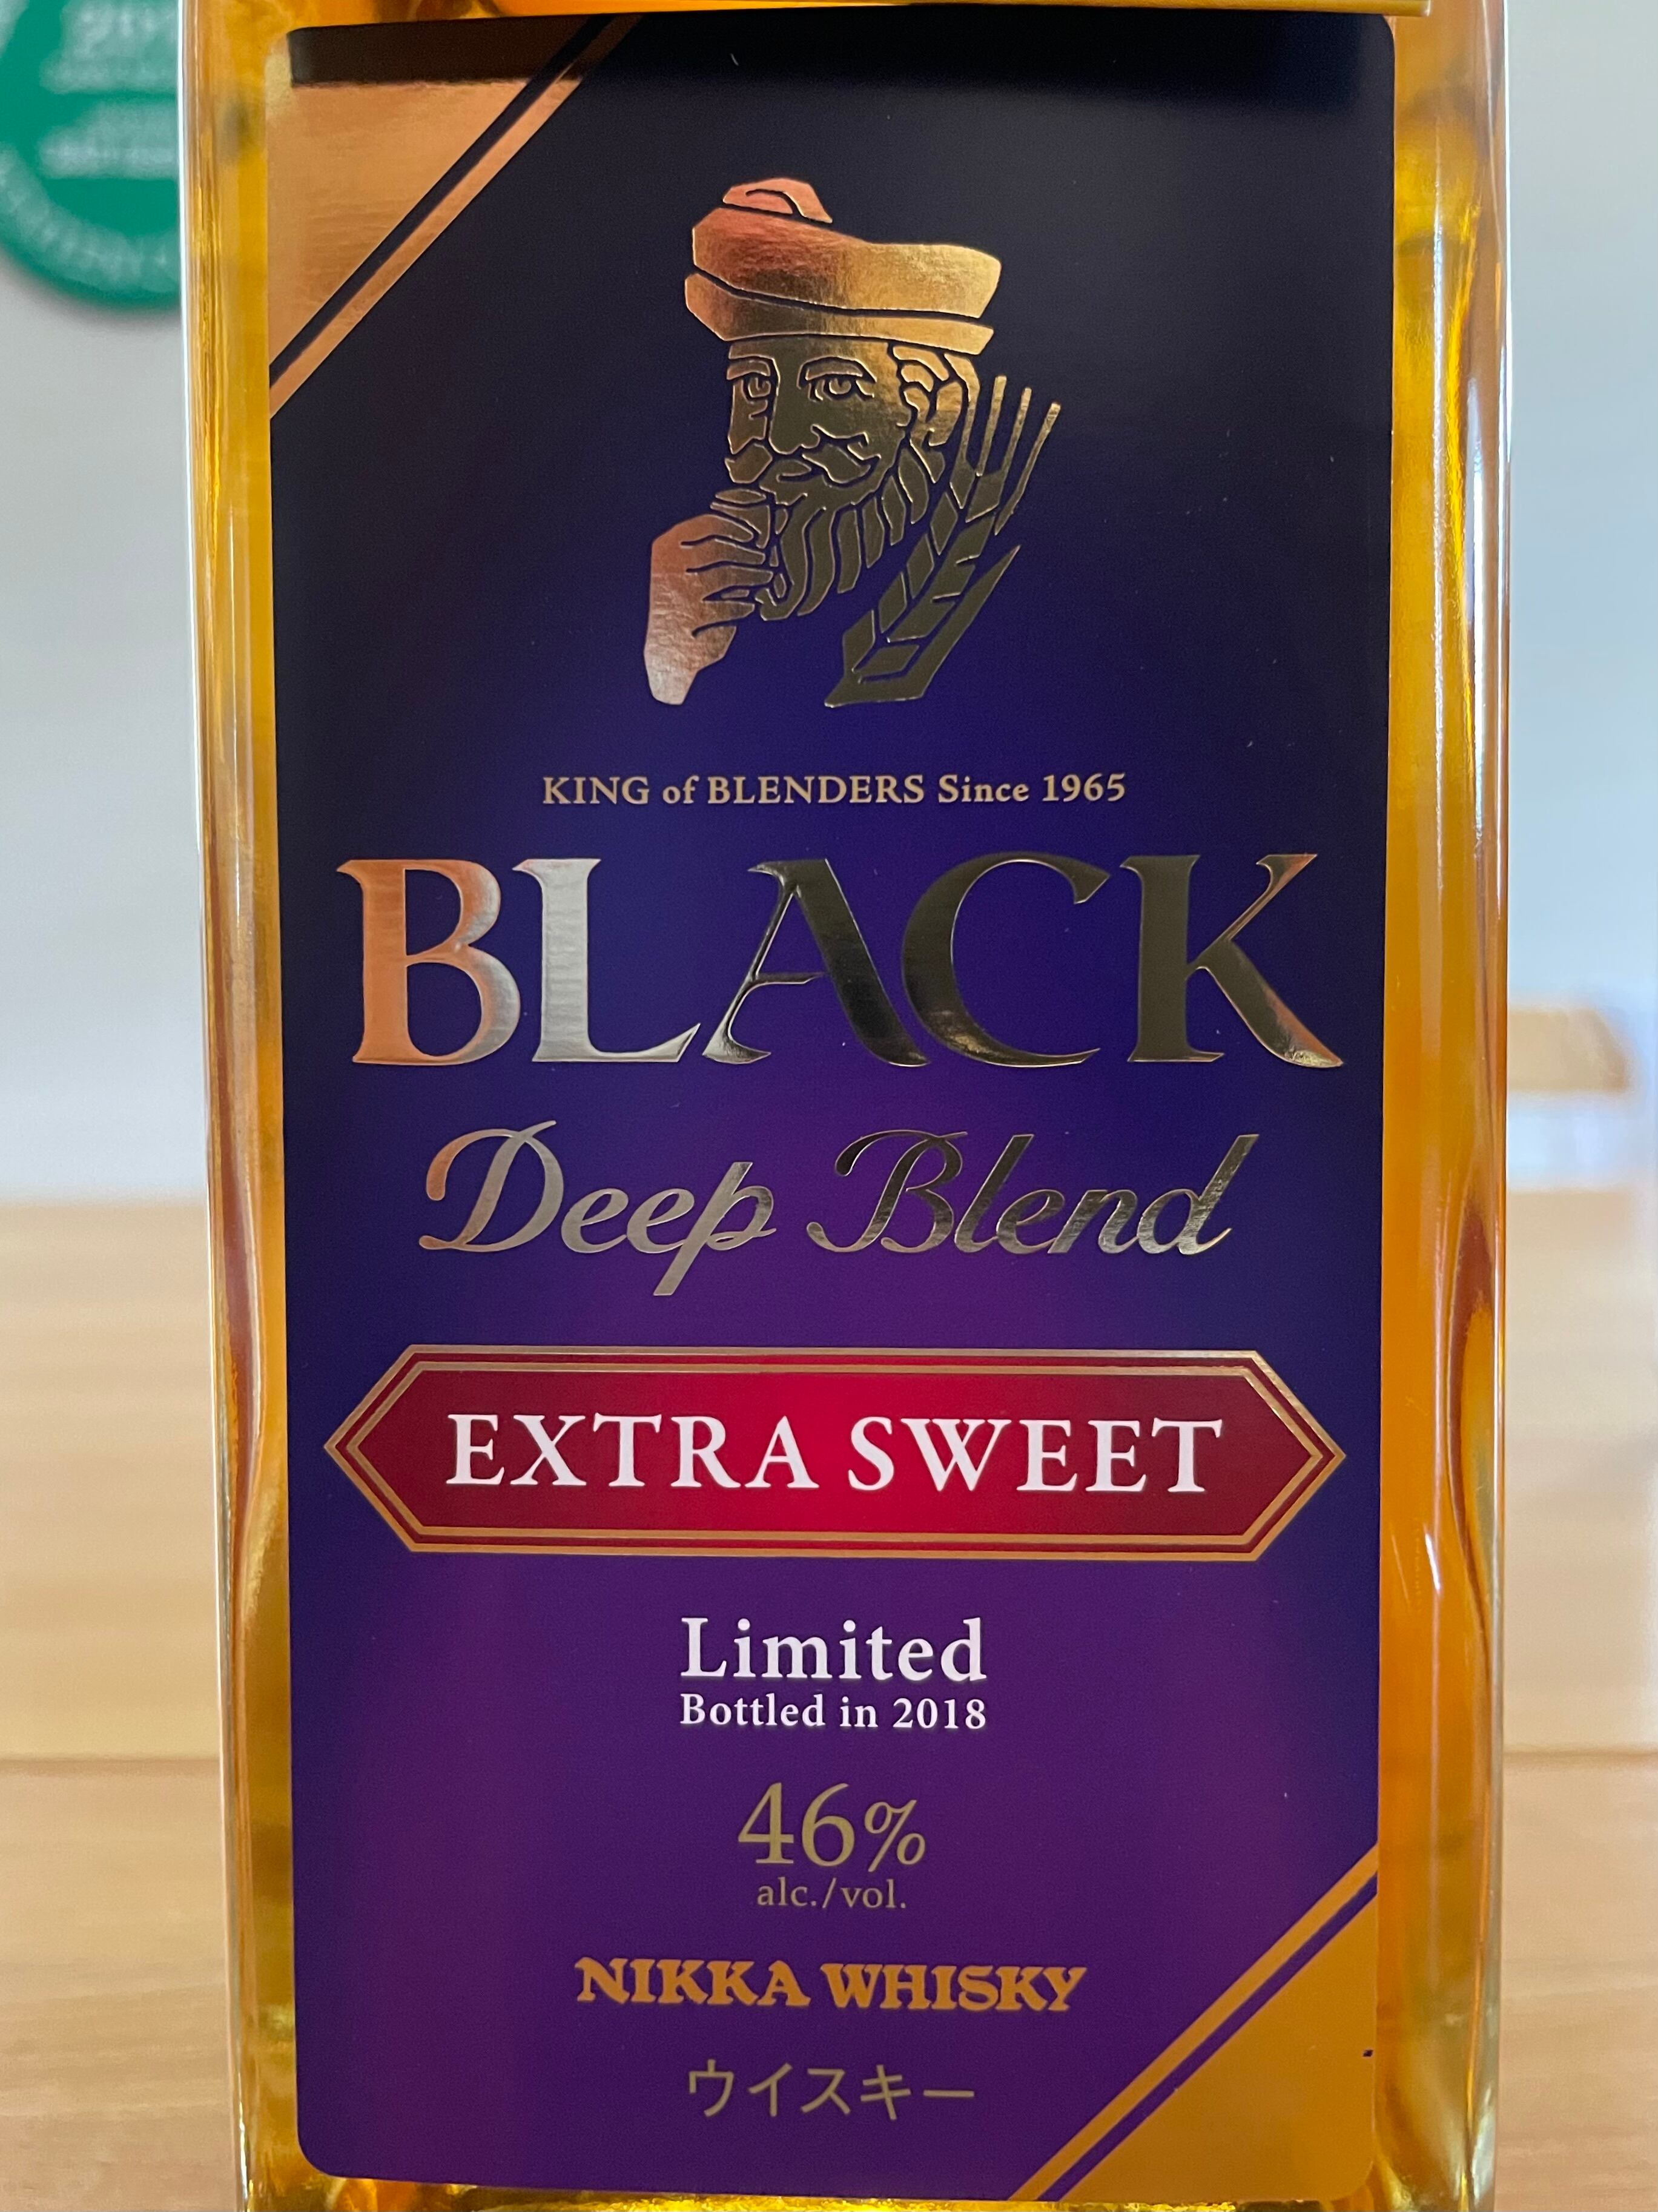 KING of BLENDERS Since 1965
BLACK
Deep Blend
EXTRA SWEET
Limited
Bottled in 2018
46%
alc./vol.
NIKKA WHISKY
ウイスキー